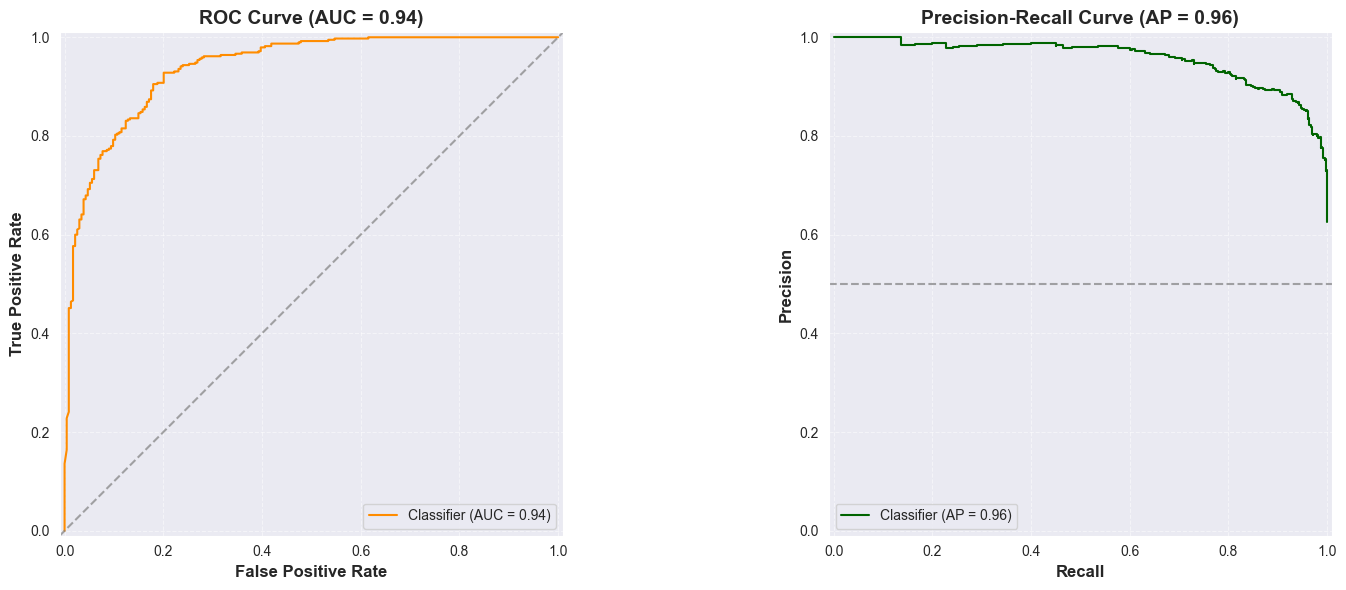 ROC Curve (AUC = 0.94)
True Positive Rate
1.0
0.8
0.6
0.4
0.2
0.0
Classifier (AUC = 0.94)
0.0 0.2 0.4 0.6 0.8 1.0
False Positive Rate
Precision-Recall Curve (AP = 0.96)
Precision
1.0
0.8
0.6
0.4
0.2
0.0
Classifier (AP = 0.96)
0.0 0.2 0.4 0.6 0.8 1.0
Recall